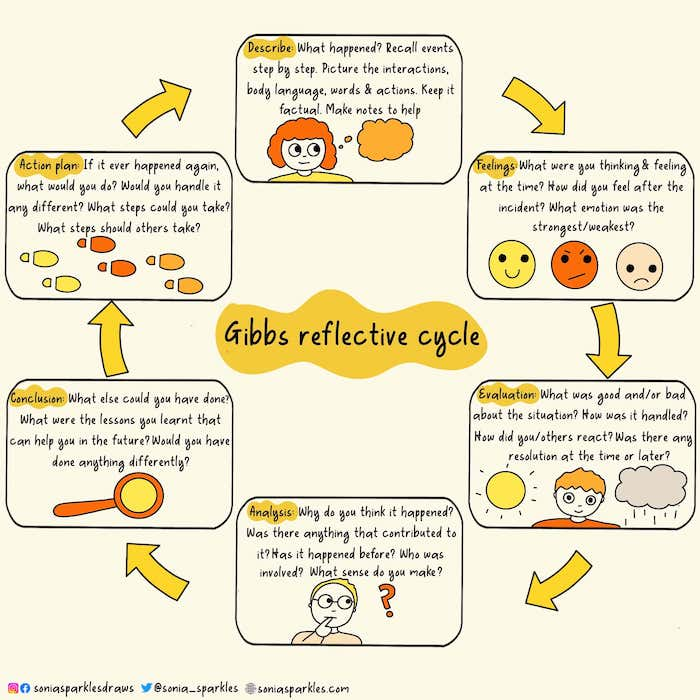 Describe: What happened? Recall events
step by step. Picture the interactions,
body language, words & actions. Keep it
factual. Make notes to help
Feelings: What were you thinking & feeling
at the time? How did you feel after the
incident? What emotion was the
strongest/weakest?
Evaluation: What was good and/or bad
about the situation? How was it handled?
How did you/others react? Was there any
resolution at the time or later?
Analysis: Why do you think it happened?
Was there anything that contributed to
it? Has it happened before? Who was
involved? What sense do you make?
?
Conclusion: What else could you have done?
What were the lessons you learnt that
can help you in the future? Would you have
done anything differently?
Action plan: If it ever happened again,
what would you do? Would you handle it
any different? What steps could you take?
What steps should others take?
Gibbs reflective cycle
soniasparklesdraws @sonia_sparkles soniasparkles.com